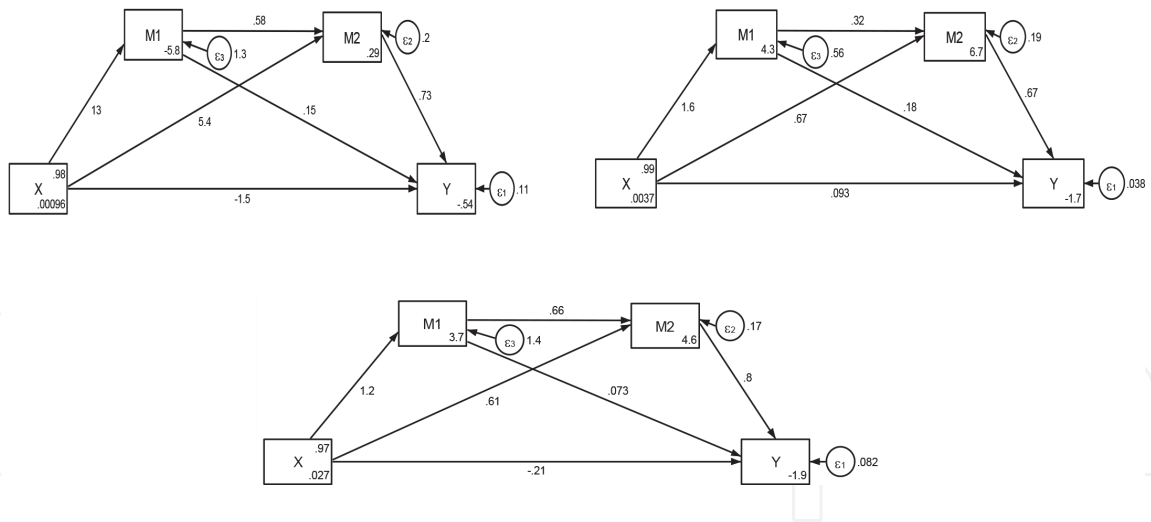 M1
-5.8
.58
M2
.29
ε2
.2
ε3
1.3
13
5.4
.15
.73
X
.98
.00096
-1.5
Y
-.54
ε1
.11
M1
4.3
.32
M2
6.7
ε2
.19
ε3
.56
1.6
.67
.18
.67
X
.99
.0037
.093
Y
-1.7
ε1
.038
M1
3.7
.66
M2
4.6
ε2
.17
ε3
1.4
1.2
.61
.073
.8
X
.97
.027
-.21
Y
-1.9
ε1
.082